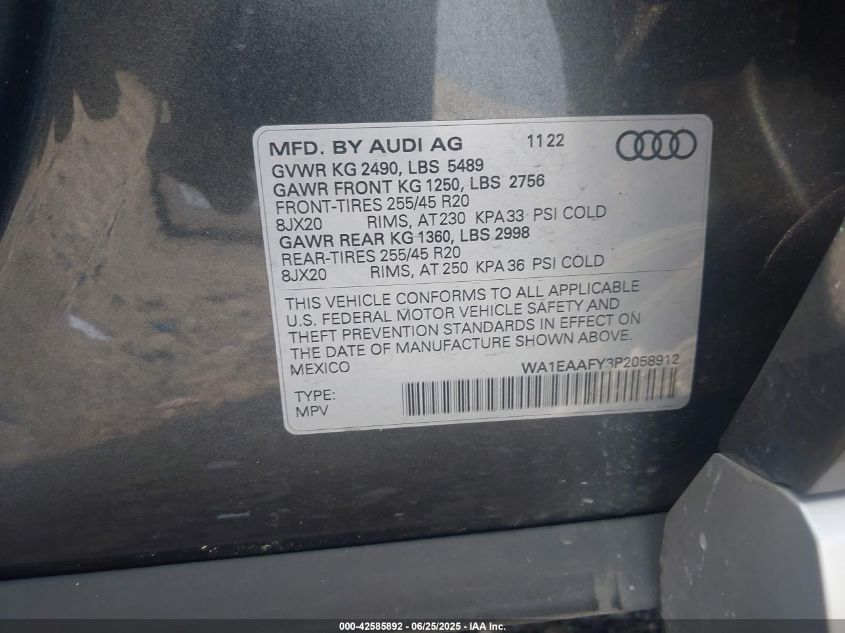 MFD. BY AUDI AG 11 22
GVWR KG 2490, LBS 5489
GAWR FRONT KG 1250, LBS 2756
FRONT-TIRES 255/45 R20
8JX20 RIMS, AT 230 KPA 33 PSI COLD
GAWR REAR KG 1360, LBS 2998
REAR-TIRES 255/45 R20
8JX20 RIMS, AT 250 KPA 36 PSI COLD
THIS VEHICLE CONFORMS TO ALL APPLICABLE
U.S. FEDERAL MOTOR VEHICLE SAFETY AND
THEFT PREVENTION STANDARDS IN EFFECT ON
THE DATE OF MANUFACTURE SHOWN ABOVE.
MEXICO WA1EAAFY3P2058912
TYPE:
MPV
000-42585892 - 06/25/2025 - IAA Inc.